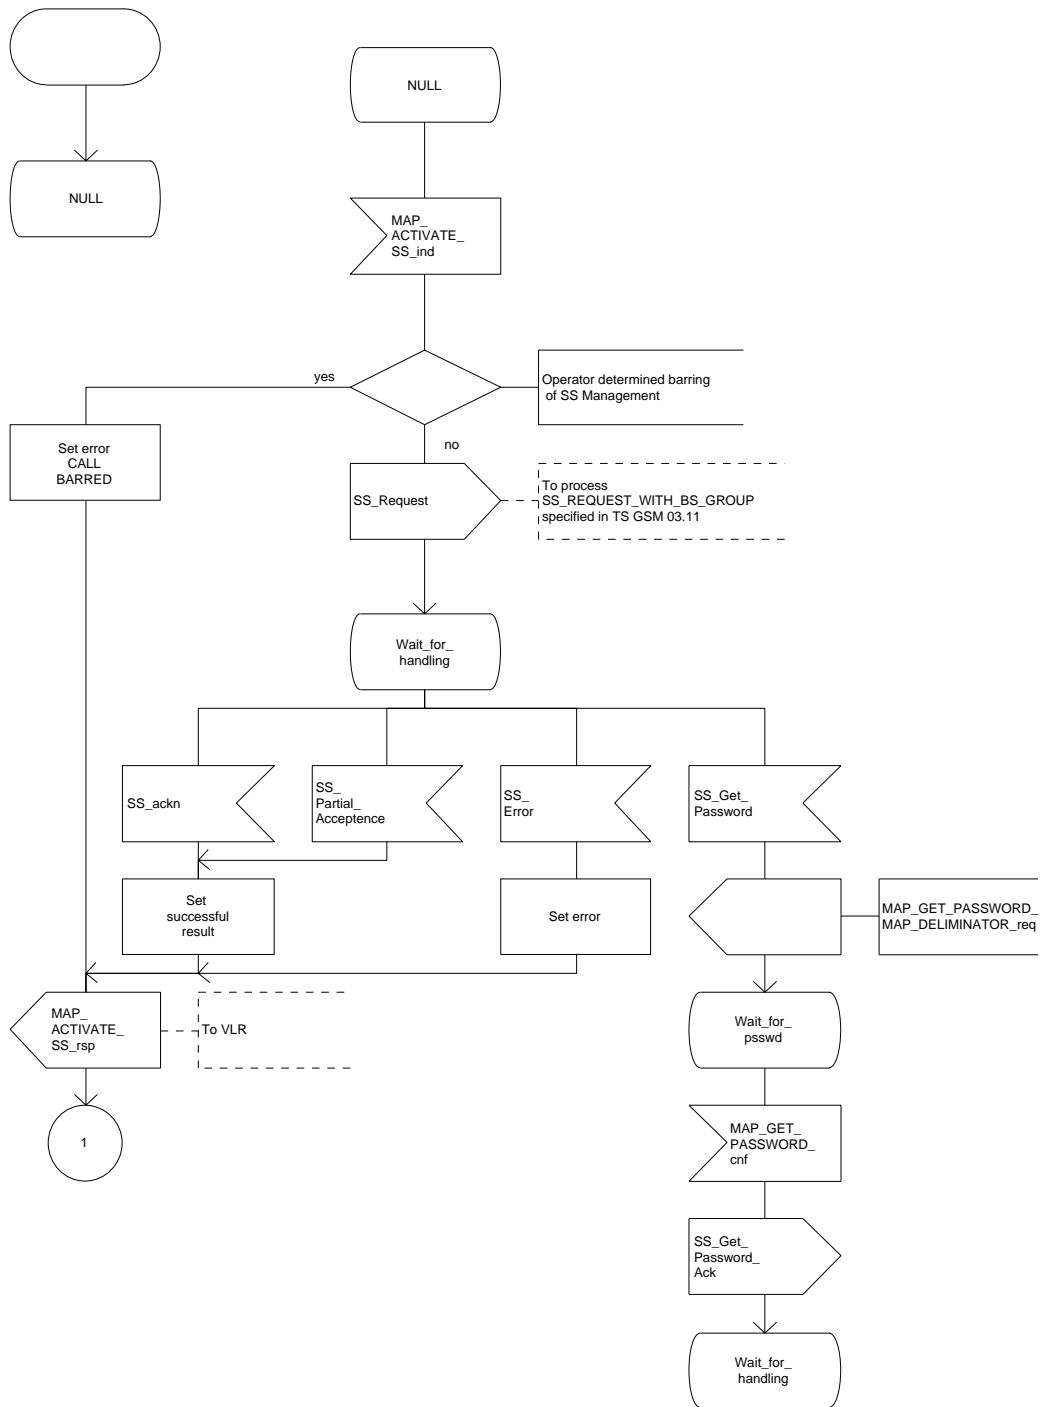 NULL
NULL
MAP_
ACTIVATE_
SS_ind
yes
Operator determined barring
of SS Management
Set error
CALL
BARRED
no
SS_Request
To process
SS_REQUEST_WITH_BS_GROUP
specified in TS GSM 03.11
Wait_for_
handling
SS_ackn
SS_
Partial_
Acceptence
SS_
Error
SS_Get_
Password
Set
successful
result
Set error
MAP_GET_PASSWORD_
MAP_DELIMINATOR_req
MAP_
ACTIVATE_
SS_rsp
To VLR
Wait_for_
psswd
1
MAP_GET_
PASSWORD_
cnf
SS_Get_
Password_
Ack
Wait_for_
handling